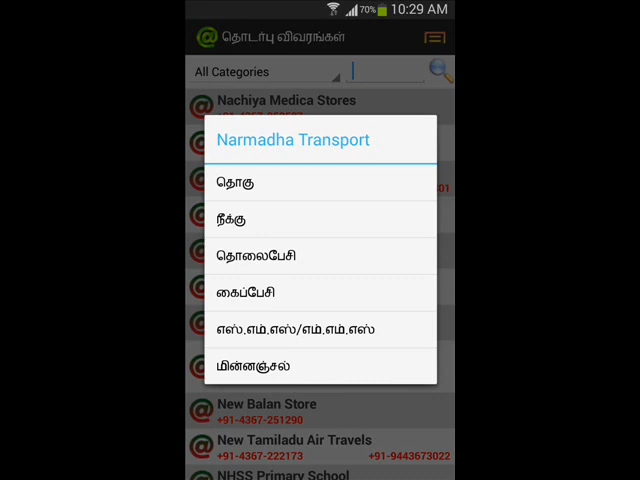 70% 10:29 AM
தொடர்பு விவரங்கள்
All Categories
Nachiya Medica Stores
Narmadha Transport
தொகு
நீக்கு
தொலைபேசி
கைப்பேசி
எஸ்.எம்.எஸ்/எம்.எம்.எஸ்
மின்னஞ்சல்
New Balan Store
+91-4367-251290
New Tamiladu Air Travels
+91-4367-222173 +91-9443673022
NHSS Primary School